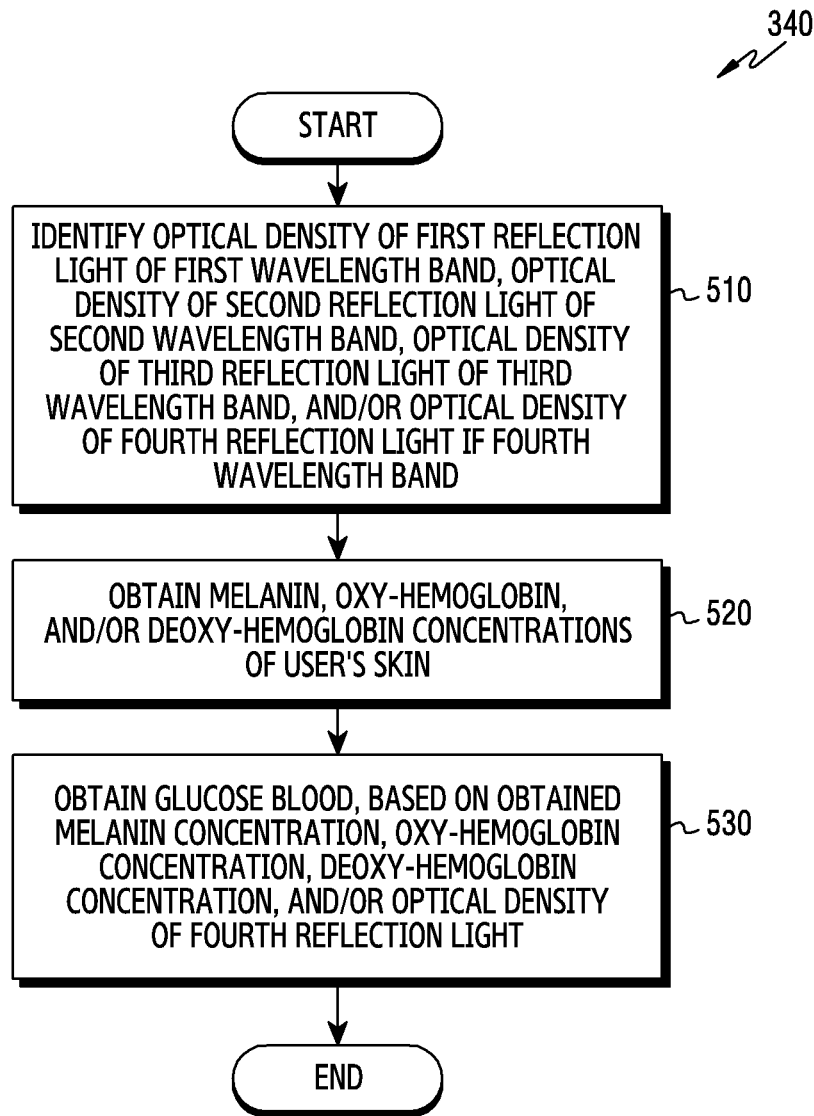 340
START
IDENTIFY OPTICAL DENSITY OF FIRST REFLECTION
LIGHT OF FIRST WAVELENGTH BAND, OPTICAL
DENSITY OF SECOND REFLECTION LIGHT OF
SECOND WAVELENGTH BAND, OPTICAL DENSITY
OF THIRD REFLECTION LIGHT OF THIRD
WAVELENGTH BAND, AND/OR OPTICAL DENSITY
OF FOURTH REFLECTION LIGHT IF FOURTH
WAVELENGTH BAND
510
OBTAIN MELANIN, OXY-HEMOGLOBIN,
AND/OR DEOXY-HEMOGLOBIN CONCENTRATIONS
OF USER'S SKIN
520
OBTAIN GLUCOSE BLOOD, BASED ON OBTAINED
MELANIN CONCENTRATION, OXY-HEMOGLOBIN
CONCENTRATION, DEOXY-HEMOGLOBIN
CONCENTRATION, AND/OR OPTICAL DENSITY
OF FOURTH REFLECTION LIGHT
530
END